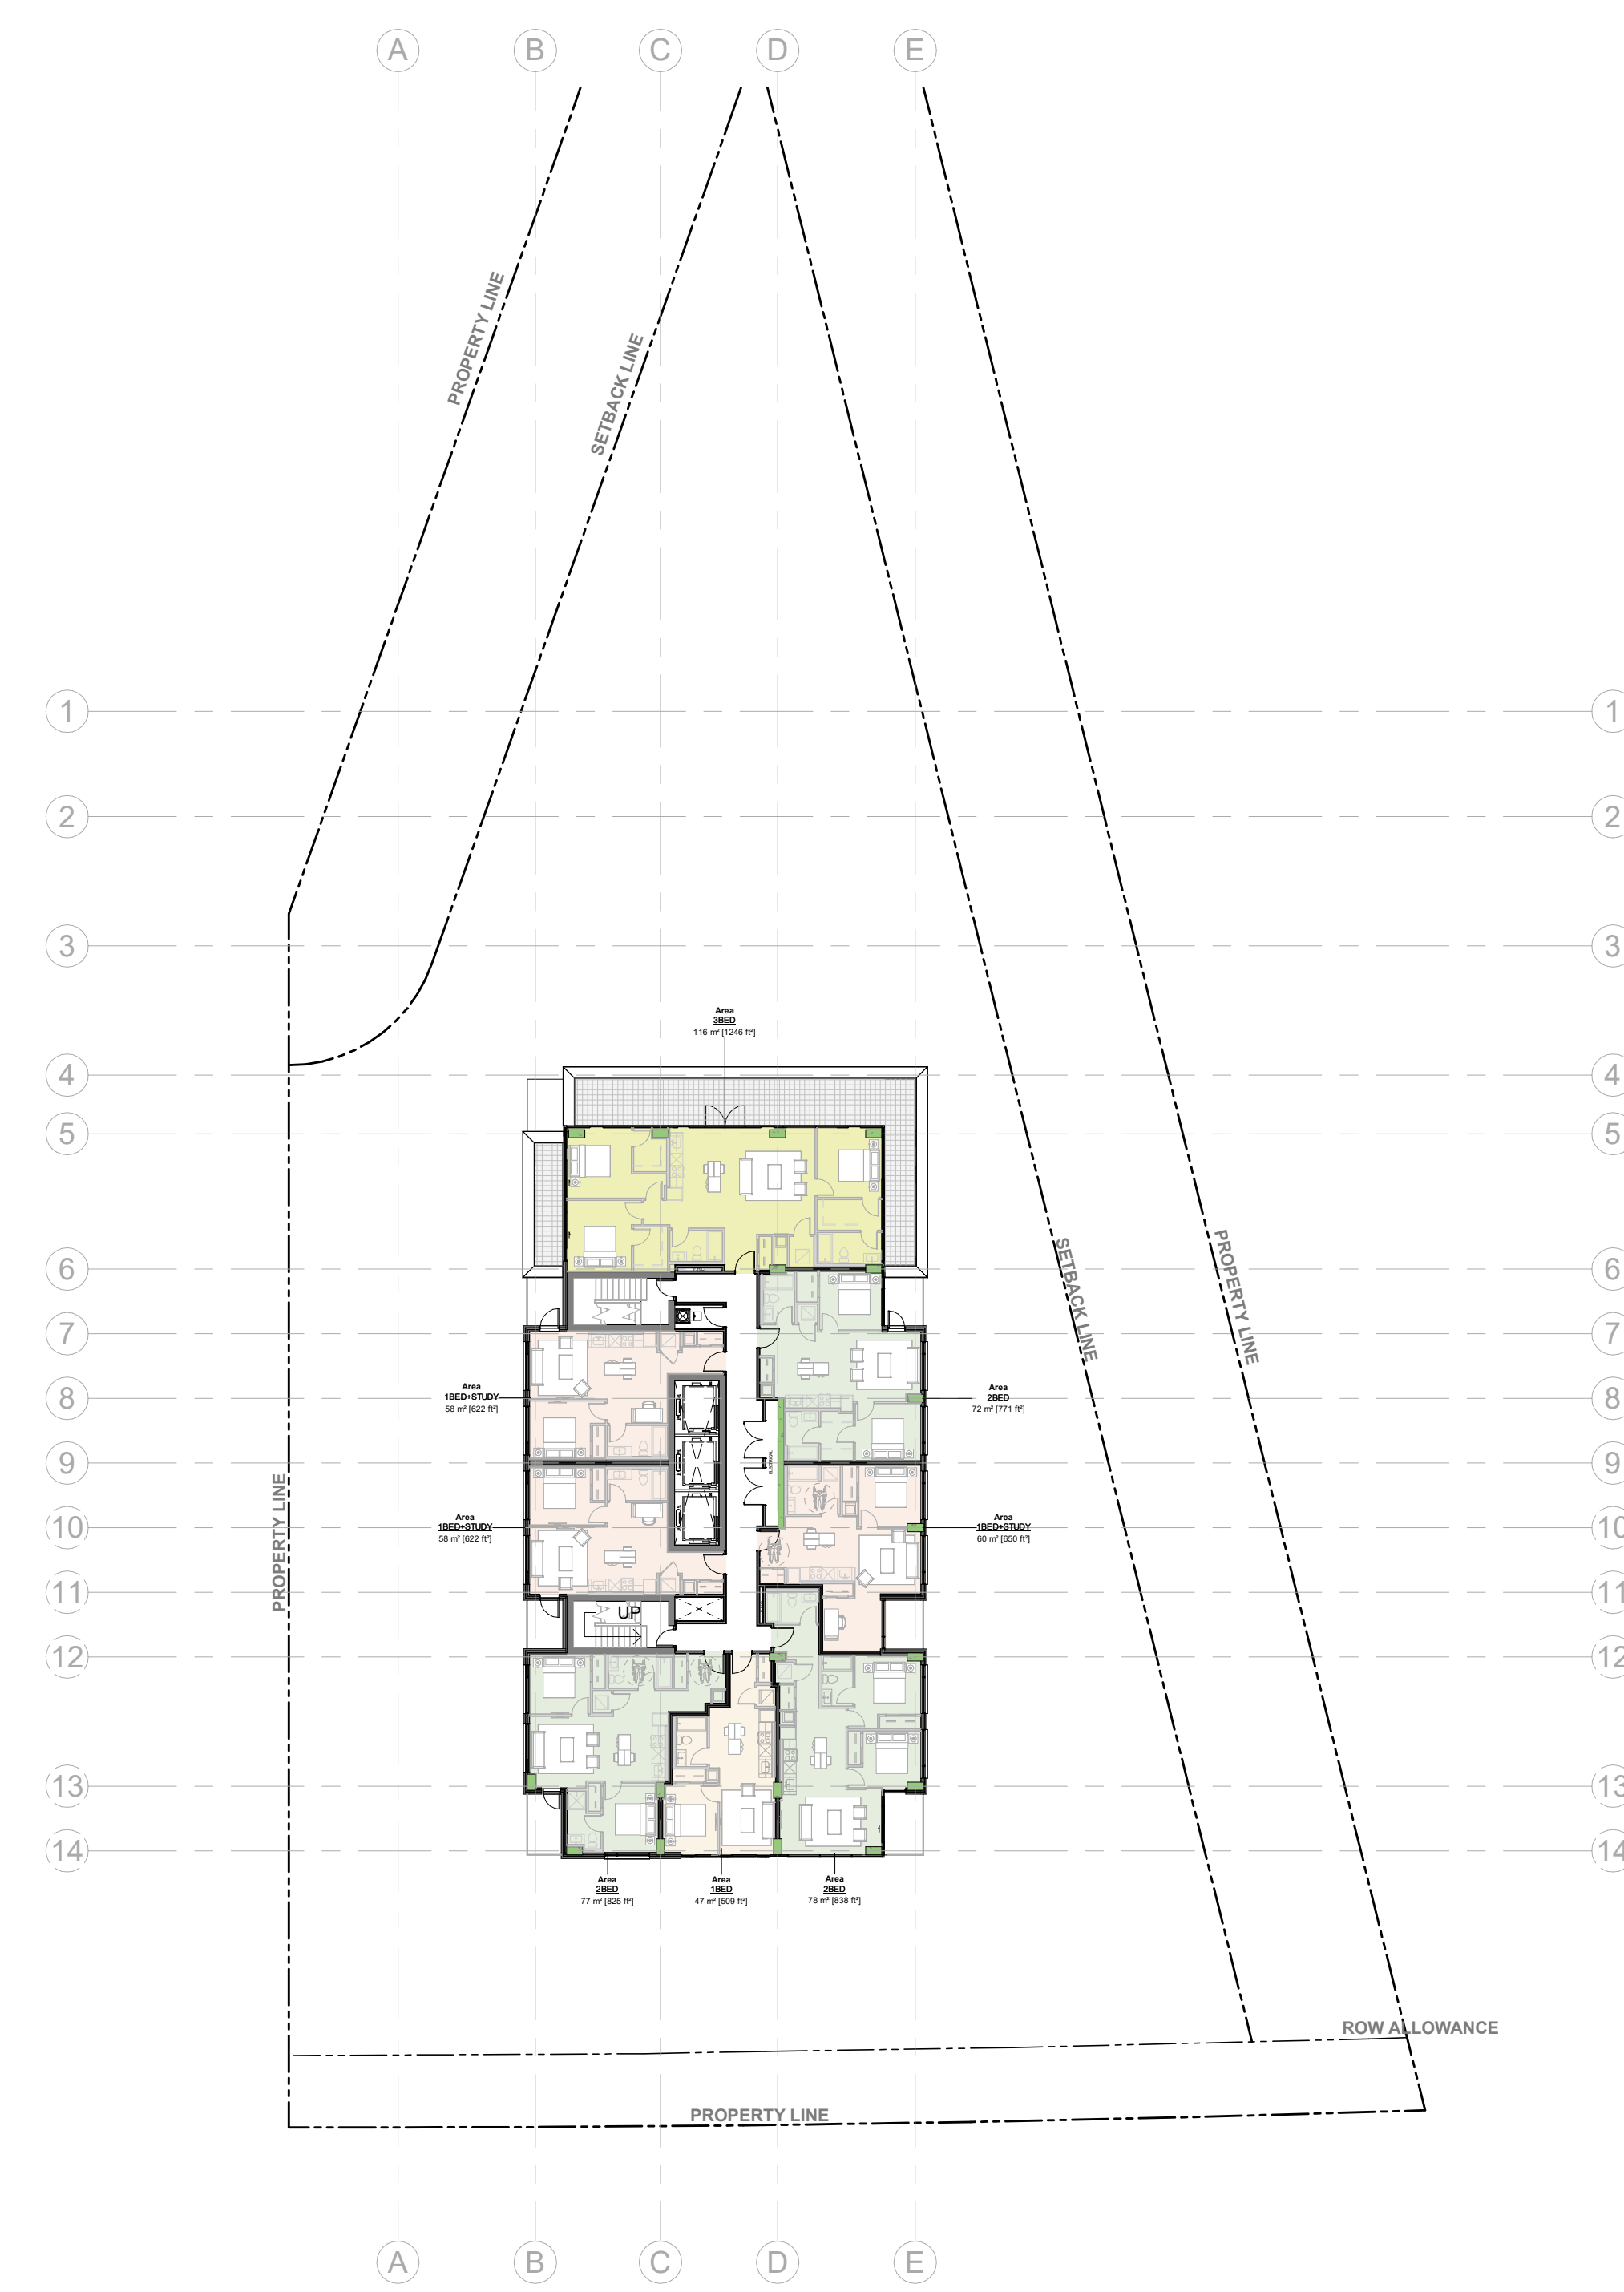 A B C D E
PROPERTY LINE
SETBACK LINE
1 1
2 2
3 3
Area
3BED
116 m² [1246 ft²]
4 4
5 5
SETBACK LINE
PROPERTY LINE
6 6
7 7
Area
1BED+STUDY
58 m² [622 ft²]
8 8
Area
2BED
72 m² [771 ft²]
ELECTRICAL
9 9
PROPERTY LINE
Area
1BED+STUDY
58 m² [622 ft²]
10 10
Area
1BED+STUDY
60 m² [650 ft²]
11 11
UP
12 12
13 13
14 14
Area
2BED
77 m² [825 ft²]
Area
1BED
47 m² [509 ft²]
Area
2BED
78 m² [838 ft²]
ROW ALLOWANCE
PROPERTY LINE
A B C D E